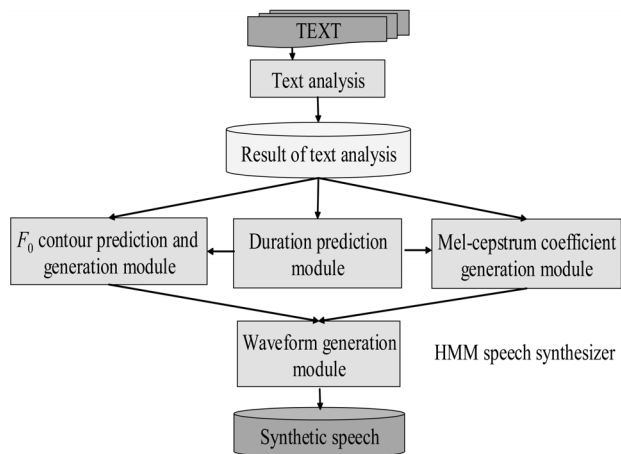 TEXT
Text analysis
Result of text analysis
F₀ contour prediction and
generation module
Duration prediction
module
Mel-cepstrum coefficient
generation module
Waveform generation
module
HMM speech synthesizer
Synthetic speech